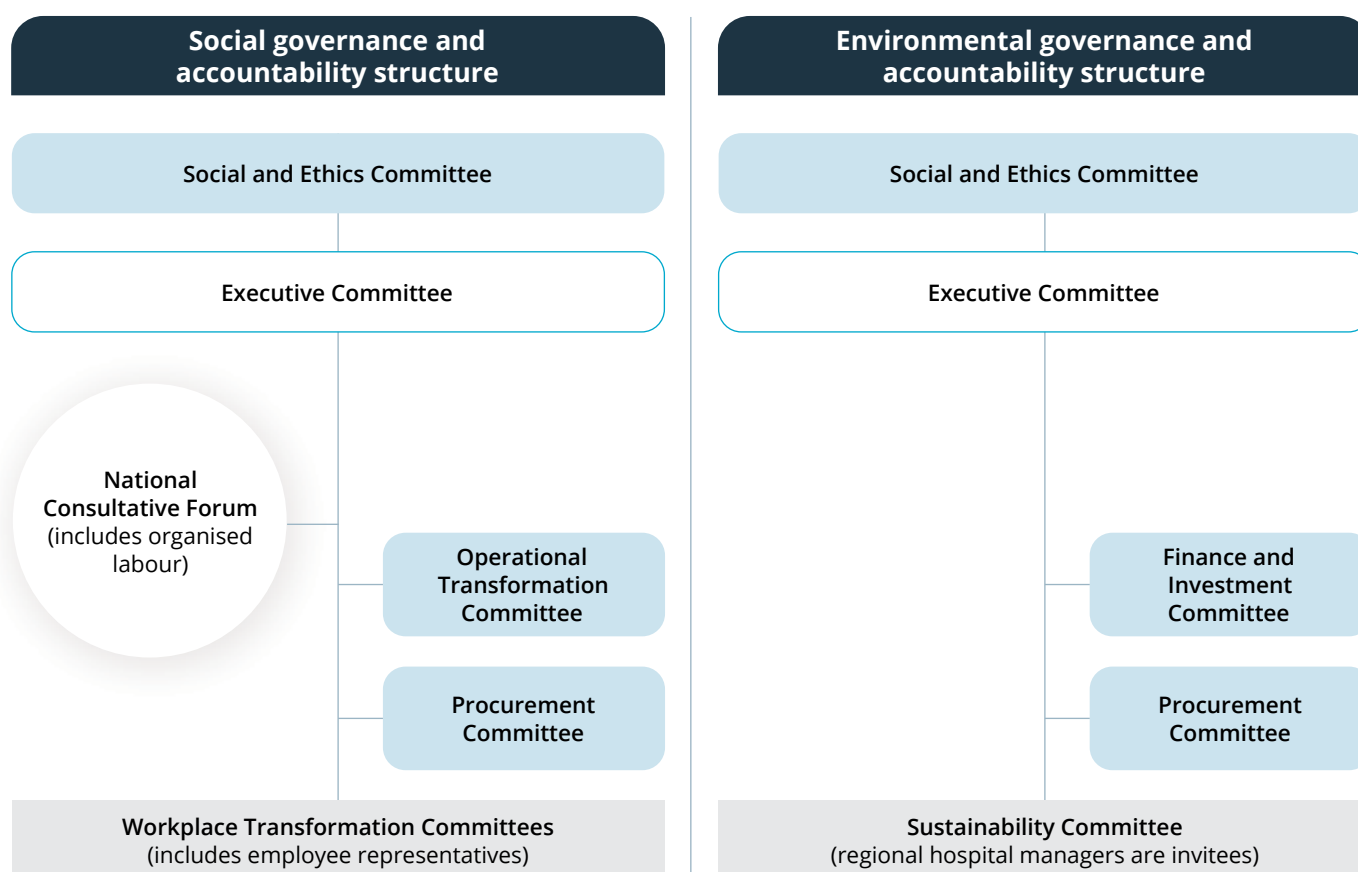 Social governance and
accountability structure
Social and Ethics Committee
Executive Committee
National
Consultative Forum
(includes organised
labour)
Operational
Transformation
Committee
Procurement
Committee
Workplace Transformation Committees
(includes employee representatives)
Environmental governance and
accountability structure
Social and Ethics Committee
Executive Committee
Finance and
Investment
Committee
Procurement
Committee
Sustainability Committee
(regional hospital managers are invitees)